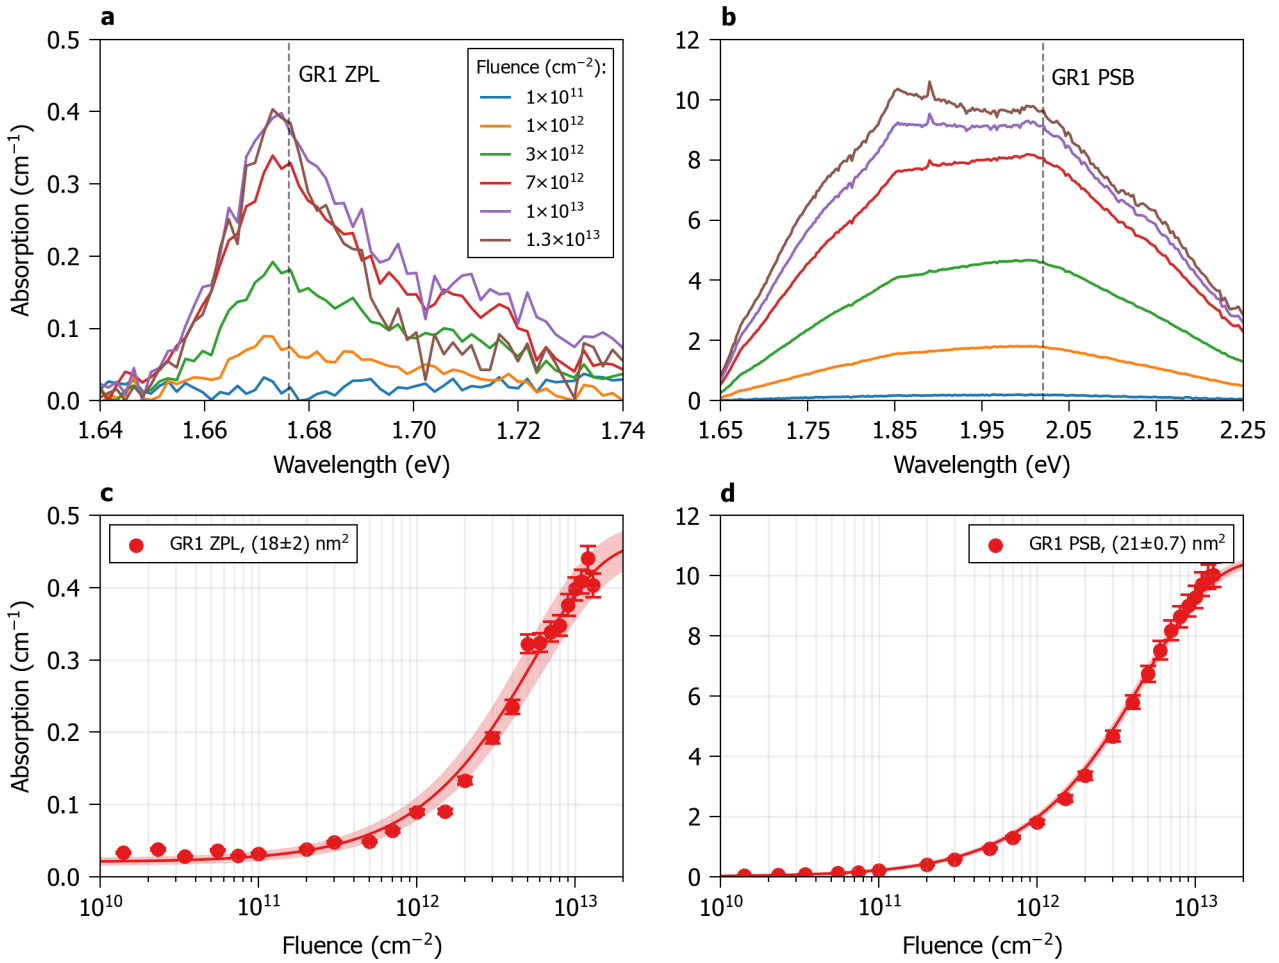 a
0.5
0.4
0.3
0.2
0.1
0.0
Absorption (cm⁻¹)
GR1 ZPL
Fluence (cm⁻²):
1×10¹¹
1×10¹²
3×10¹²
7×10¹²
1×10¹³
1.3×10¹³
1.64 1.66 1.68 1.70 1.72 1.74
Wavelength (eV)
b
12
10
8
6
4
2
0
Absorption (cm⁻¹)
GR1 PSB
1.65 1.75 1.85 1.95 2.05 2.15 2.25
Wavelength (eV)
c
0.5
0.4
0.3
0.2
0.1
0.0
Absorption (cm⁻¹)
GR1 ZPL, (18±2) nm²
10¹⁰ 10¹¹ 10¹² 10¹³
Fluence (cm⁻²)
d
12
10
8
6
4
2
0
Absorption (cm⁻¹)
GR1 PSB, (21±0.7) nm²
10¹⁰ 10¹¹ 10¹² 10¹³
Fluence (cm⁻²)